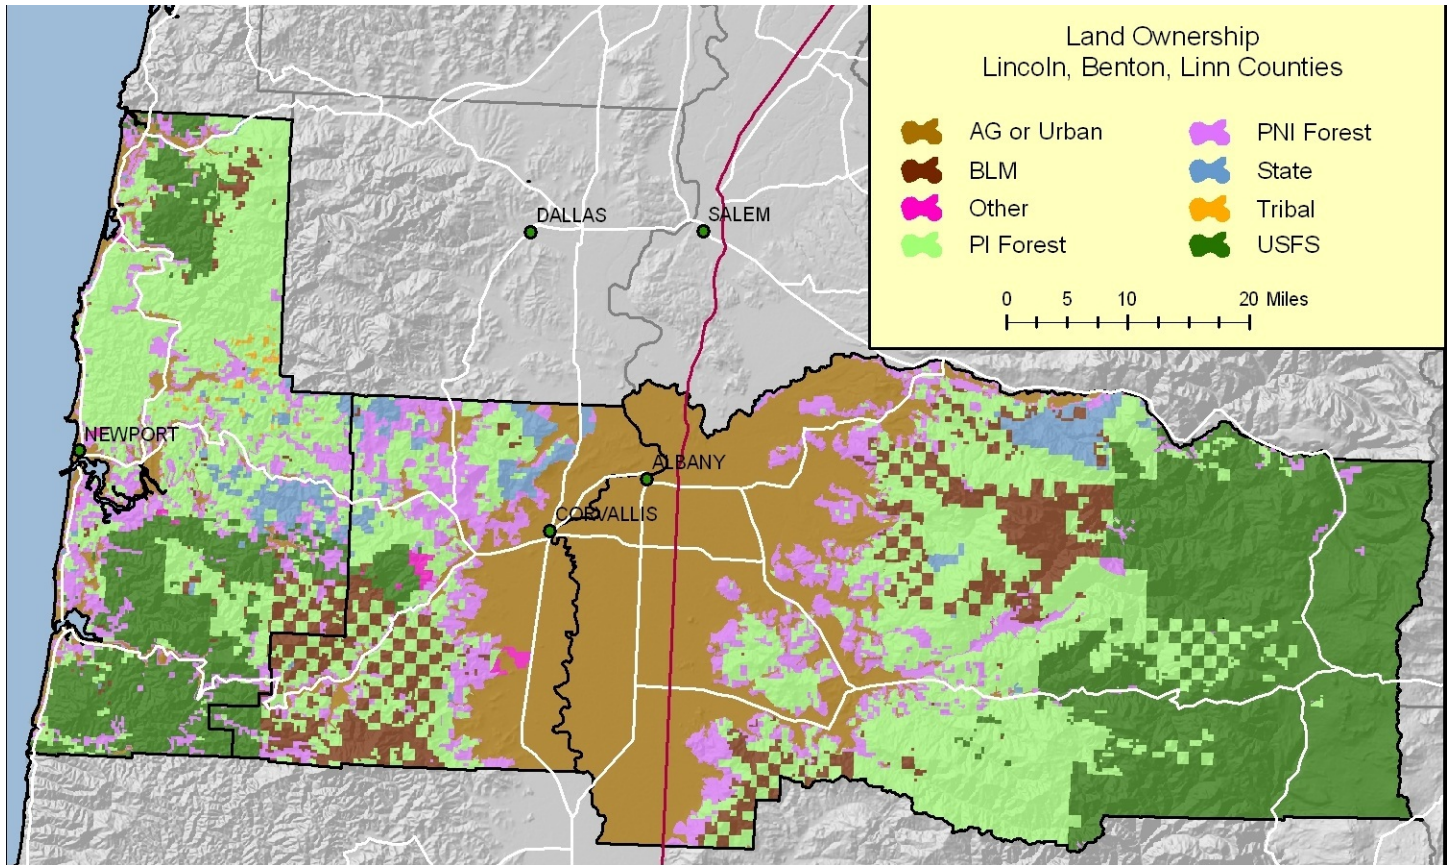 Land Ownership
Lincoln, Benton, Linn Counties
AG or Urban
BLM
Other
PI Forest
PNI Forest
State
Tribal
USFS
0 5 10 20 Miles
DALLAS
SALEM
NEWPORT
ALBANY
CORVALLIS